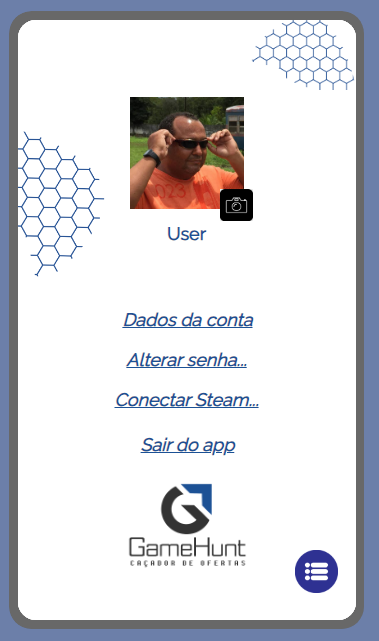 User
Dados da conta
Alterar senha...
Conectar Steam...
Sair do app
GameHunt
CAÇADOR DE OFERTAS